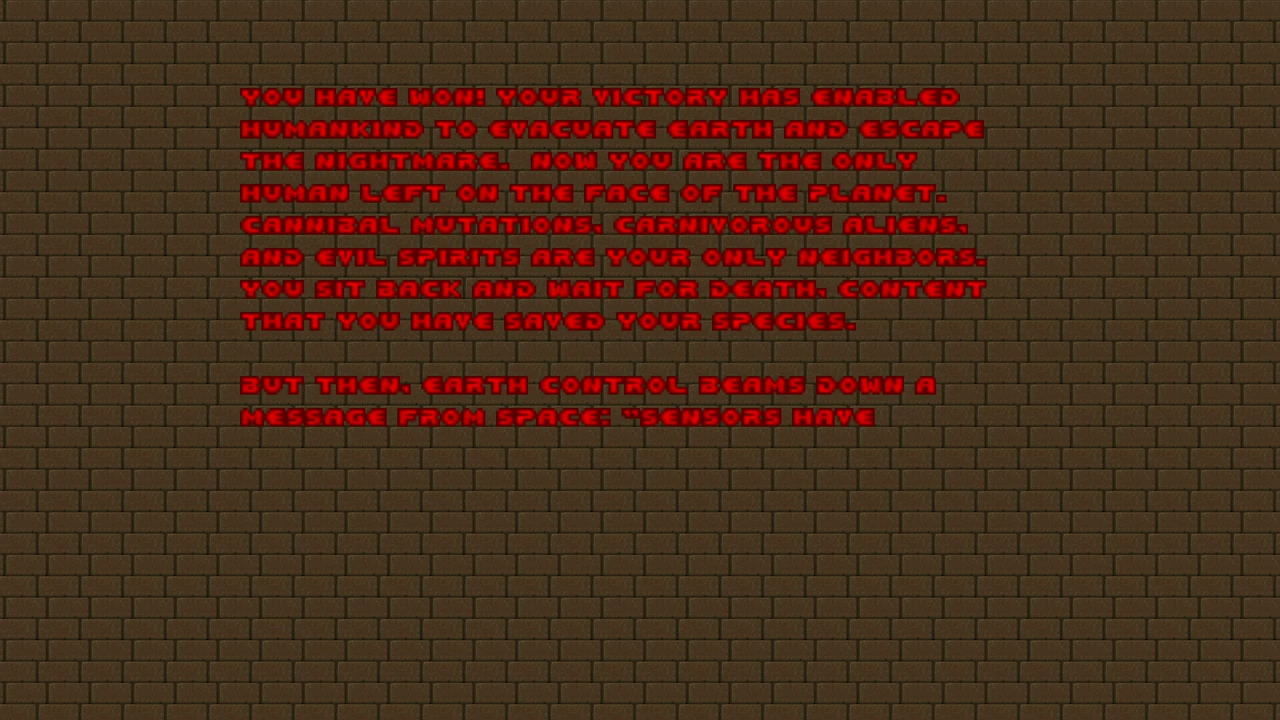 YOU HAVE WON! YOUR VICTORY HAS ENABLED
HUMANKIND TO EVACUATE EARTH AND ESCAPE
THE NIGHTMARE.  NOW YOU ARE THE ONLY
HUMAN LEFT ON THE FACE OF THE PLANET.
CANNIBAL MUTATIONS, CARNIVOROUS ALIENS,
AND EVIL SPIRITS ARE YOUR ONLY NEIGHBORS.
YOU SIT BACK AND WAIT FOR DEATH, CONTENT
THAT YOU HAVE SAVED YOUR SPECIES.

BUT THEN, EARTH CONTROL BEAMS DOWN A
MESSAGE FROM SPACE: "SENSORS HAVE